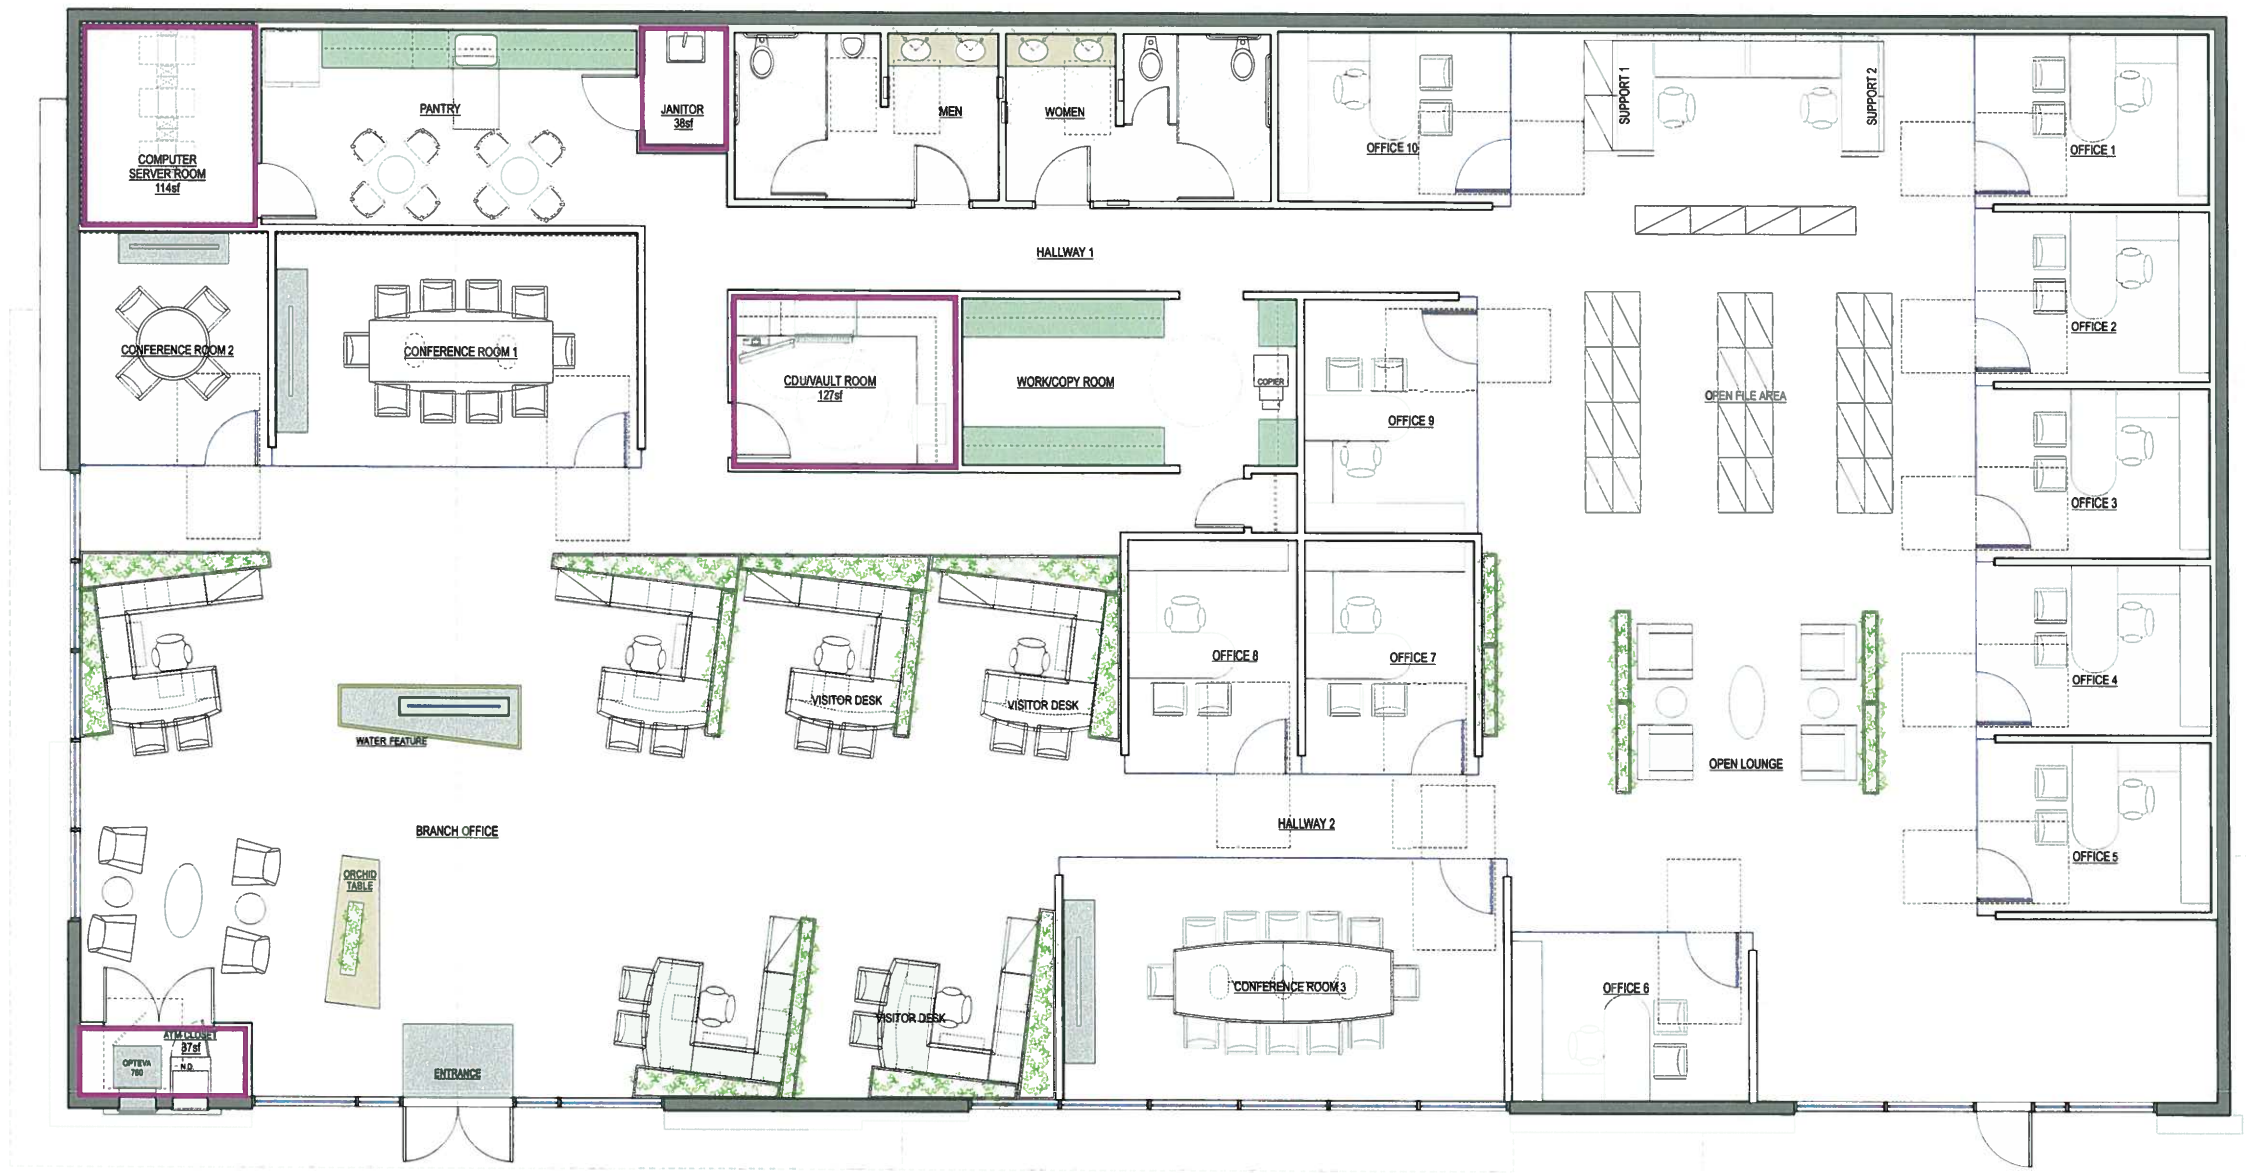 COMPUTER
SERVER ROOM
114sf
PANTRY
JANITOR
38sf
MEN
WOMEN
OFFICE 10
SUPPORT 1
SUPPORT 2
OFFICE 1
HALLWAY 1
OFFICE 2
CONFERENCE ROOM 2
CONFERENCE ROOM 1
CDU/VAULT ROOM
127sf
WORK/COPY ROOM
COPIER
OFFICE 9
OPEN FILE AREA
OFFICE 3
OFFICE 8
OFFICE 7
OFFICE 4
VISITOR DESK
VISITOR DESK
WATER FEATURE
OPEN LOUNGE
BRANCH OFFICE
HALLWAY 2
OFFICE 5
ORCHID
TABLE
CONFERENCE ROOM 3
OFFICE 6
VISITOR DESK
ATM CLOSET
37sf
OPTEVA
760
N.D.
ENTRANCE